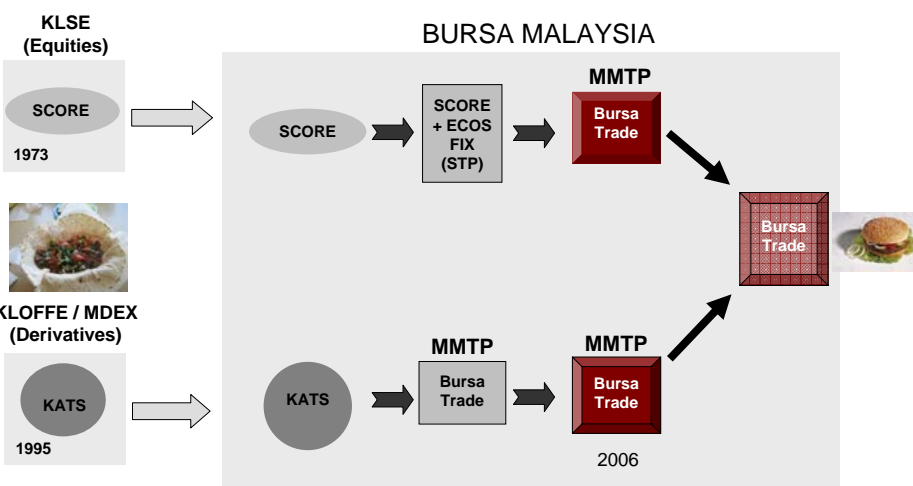 KLSE
(Equities)
SCORE
1973
BURSA MALAYSIA
SCORE
SCORE
+ ECOS
FIX
(STP)
MMTP
Bursa
Trade
Bursa
Trade
KLOFFE / MDEX
(Derivatives)
KATS
1995
KATS
MMTP
Bursa
Trade
MMTP
Bursa
Trade
2006